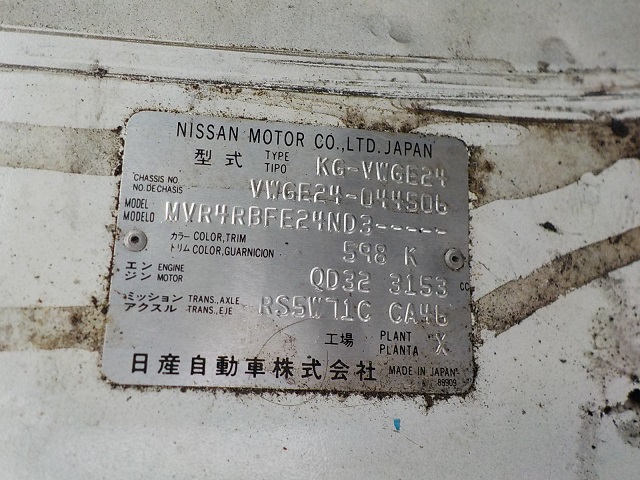 NISSAN MOTOR CO.,LTD. JAPAN
型式 TYPE TIPO KG-VWGE24
CHASSIS NO. NO. DE CHASIS VWGE24-044506
MODEL MODELO MVR4RBFE24ND3-----
カラー COLOR,TRIM トリム COLOR,GUARNICION 598 K
エンジン ENGINE MOTOR QD32 3153 CC
ミッション アクスル TRANS.,AXLE TRANS.,EJE RS5W71C CA46
工場 PLANT PLANTA X
日産自動車株式会社 MADE IN JAPAN
89909